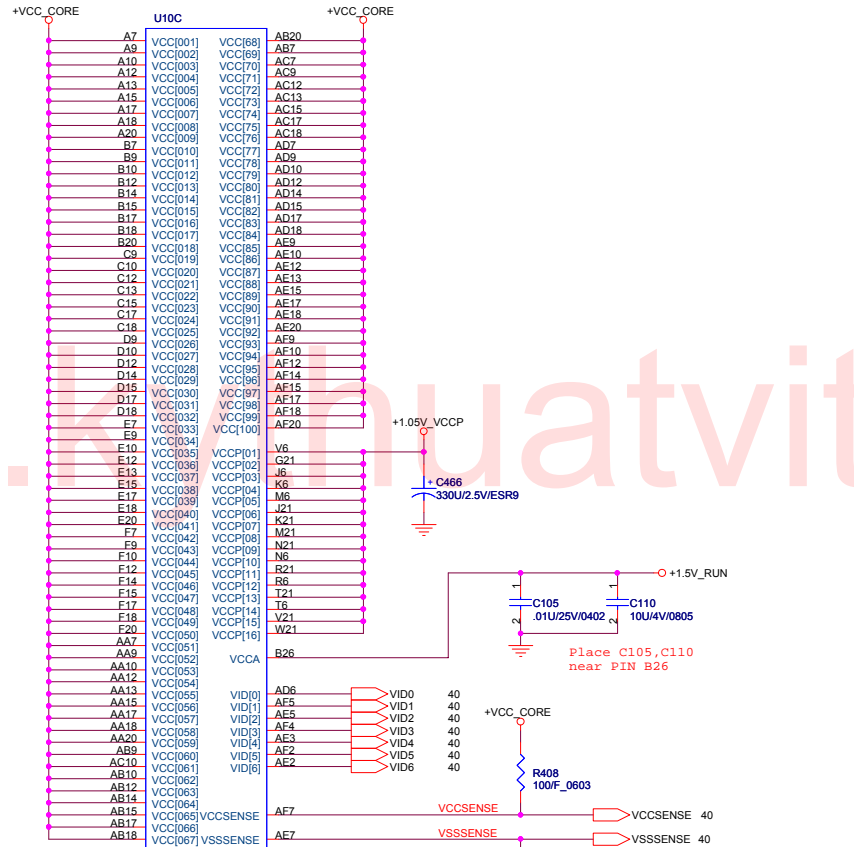 +VCC_CORE
U10C
+VCC_CORE
A7 VCC[001] VCC[68] AB20
A9 VCC[002] VCC[69] AB7
A10 VCC[003] VCC[70] AC7
A12 VCC[004] VCC[71] AC9
A13 VCC[005] VCC[72] AC12
A15 VCC[006] VCC[73] AC13
A17 VCC[007] VCC[74] AC15
A18 VCC[008] VCC[75] AC17
A20 VCC[009] VCC[76] AC18
B7 VCC[010] VCC[77] AD7
B9 VCC[011] VCC[78] AD9
B10 VCC[012] VCC[79] AD10
B12 VCC[013] VCC[80] AD12
B14 VCC[014] VCC[81] AD14
B15 VCC[015] VCC[82] AD15
B17 VCC[016] VCC[83] AD17
B18 VCC[017] VCC[84] AD18
B20 VCC[018] VCC[85] AE9
C9 VCC[019] VCC[86] AE10
C10 VCC[020] VCC[87] AE12
C12 VCC[021] VCC[88] AE13
C13 VCC[022] VCC[89] AE15
C15 VCC[023] VCC[90] AE17
C17 VCC[024] VCC[91] AE18
C18 VCC[025] VCC[92] AE20
D9 VCC[026] VCC[93] AF9
D10 VCC[027] VCC[94] AF10
D12 VCC[028] VCC[95] AF12
D14 VCC[029] VCC[96] AF14
D15 VCC[030] VCC[97] AF15
D17 VCC[031] VCC[98] AF17
D18 VCC[032] VCC[99] AF18
E7 VCC[033] VCC[100] AF20
E9 VCC[034]
+1.05V_VCCP
E10 VCC[035] VCCP[01] V6
E12 VCC[036] VCCP[02] G21
E13 VCC[037] VCCP[03] J6
E15 VCC[038] VCCP[04] K6
E17 VCC[039] VCCP[05] M6
E18 VCC[040] VCCP[06] J21
E20 VCC[041] VCCP[07] K21
F7 VCC[042] VCCP[08] M21
F9 VCC[043] VCCP[09] N21
F10 VCC[044] VCCP[10] N6
F12 VCC[045] VCCP[11] R21
F14 VCC[046] VCCP[12] R6
F15 VCC[047] VCCP[13] T21
F17 VCC[048] VCCP[14] T6
F18 VCC[049] VCCP[15] V21
F20 VCC[050] VCCP[16] W21
+ C466
330U/2.5V/ESR9
.kythuatvit
AA7 VCC[051]
AA9 VCC[052] VCCA B26
AA10 VCC[053]
AA12 VCC[054]
AA13 VCC[055] VID[0] AD6 VID0 40
AA15 VCC[056] VID[1] AF5 VID1 40
AA17 VCC[057] VID[2] AE5 VID2 40
AA18 VCC[058] VID[3] AF4 VID3 40
AA20 VCC[059] VID[4] AE3 VID4 40
AB9 VCC[060] VID[5] AF2 VID5 40
AC10 VCC[061] VID[6] AE2 VID6 40
AB10 VCC[062]
AB12 VCC[063]
AB14 VCC[064]
AB15 VCC[065] VCCSENSE AF7 VCCSENSE VCCSENSE 40
AB17 VCC[066]
AB18 VCC[067] VSSSENSE AE7 VSSSENSE VSSSENSE 40
+1.5V_RUN
1 1
C105 C110
.01U/25V/0402 10U/4V/0805
2 2
Place C105,C110
near PIN B26
+VCC_CORE
R408
100/F_0603